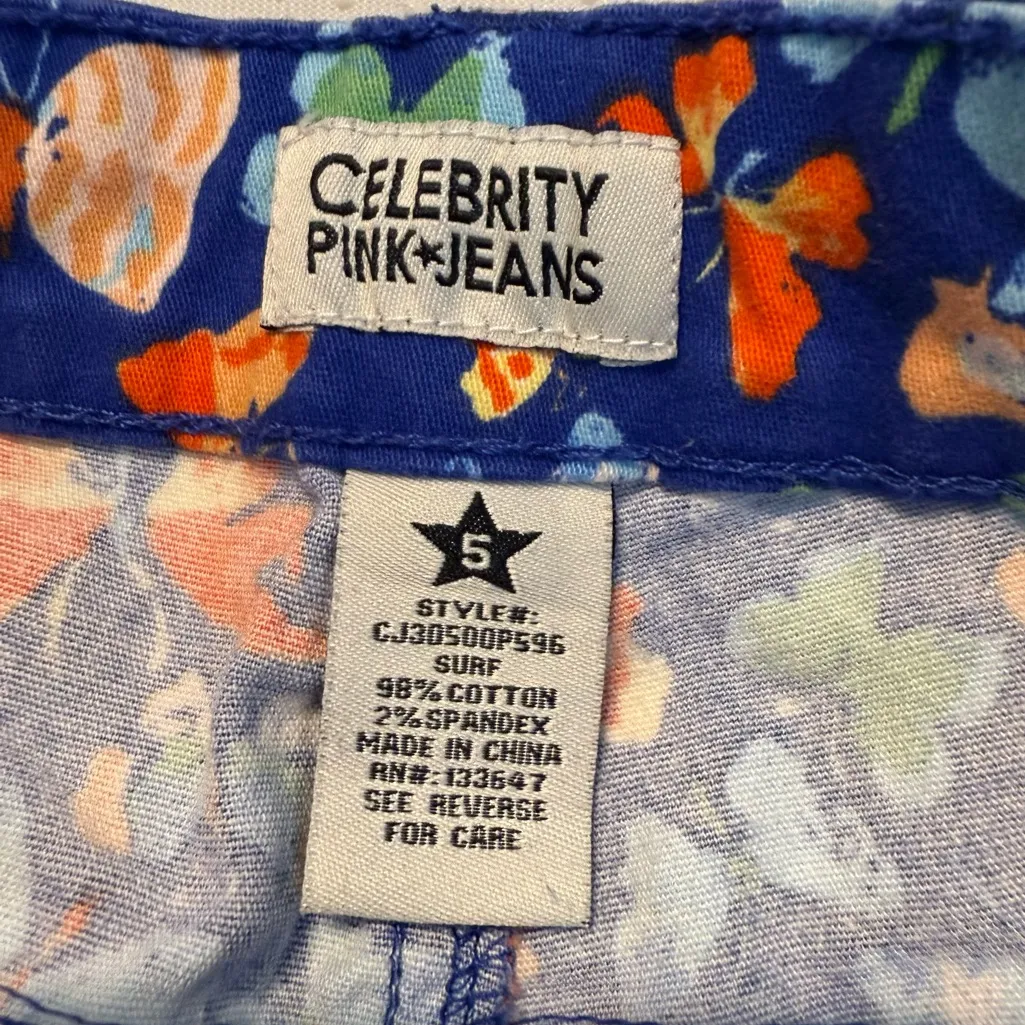 CELEBRITY
PINK★JEANS
5
STYLE#:
CJ30500P596
SURF
98% COTTON
2% SPANDEX
MADE IN CHINA
RN#:133647
SEE REVERSE
FOR CARE